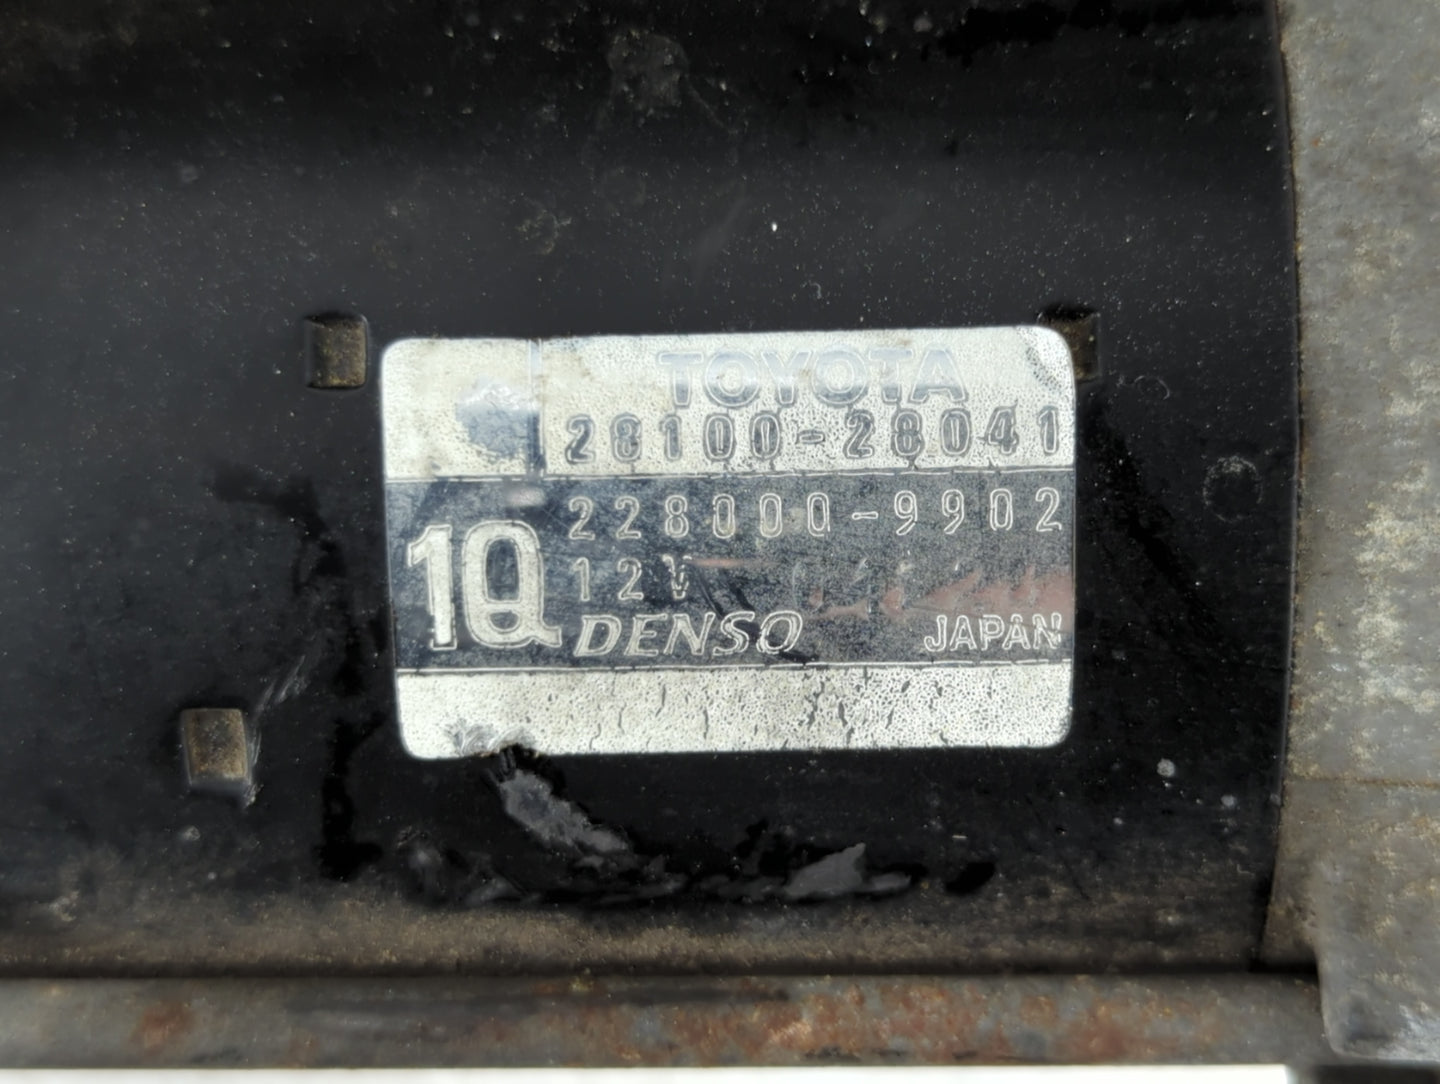 TOYOTA
28100-28041
228000-9902
12V
1Q
DENSO JAPAN